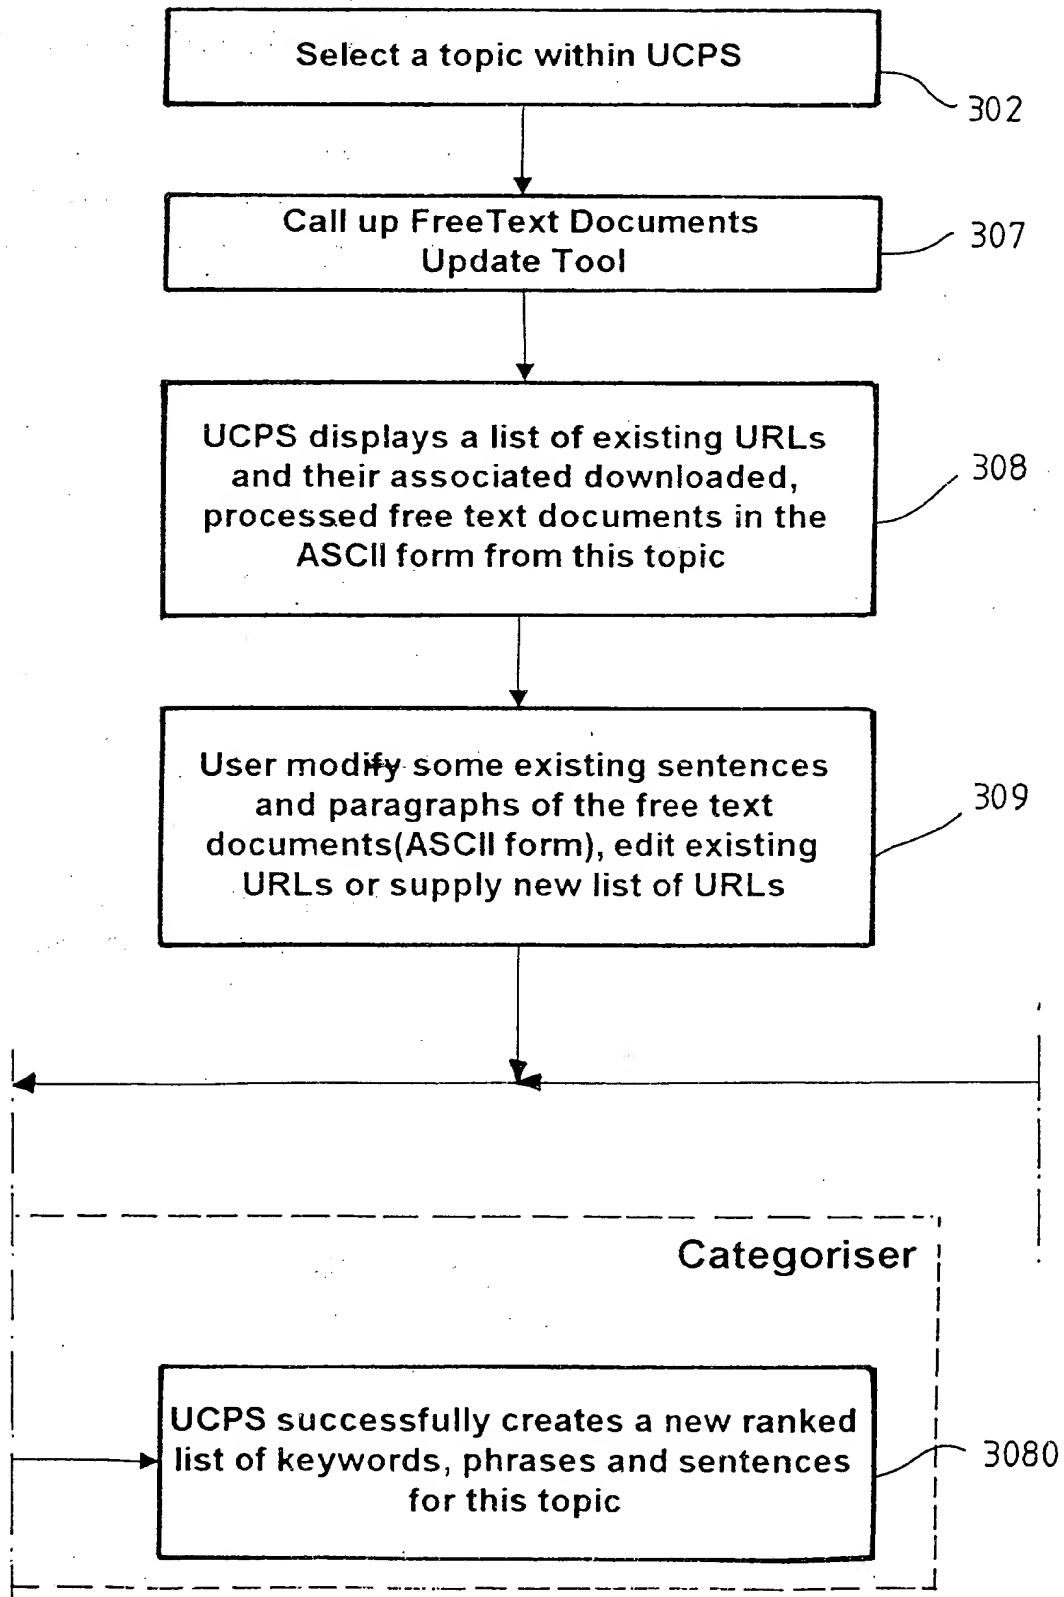 Select a topic within UCPS
302
Call up FreeText Documents
Update Tool
307
UCPS displays a list of existing URLs
and their associated downloaded,
processed free text documents in the
ASCII form from this topic
308
User modify some existing sentences
and paragraphs of the free text
documents(ASCII form), edit existing
URLs or supply new list of URLs
309
Categoriser
UCPS successfully creates a new ranked
list of keywords, phrases and sentences
for this topic
3080